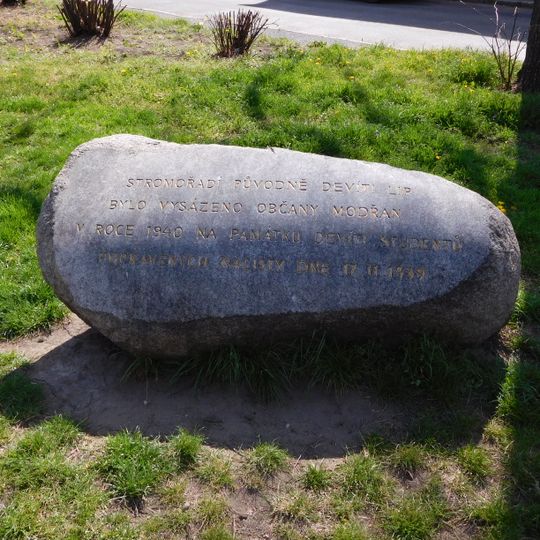 STROMOŘADÍ PŮVODNĚ DEVÍTI LIP
BYLO VYSÁZENO OBČANY MODŘAN
V ROCE 1940 NA PAMÁTKU DEVÍTI STUDENTŮ
POPRAVENÝCH NACISTY DNE 17.11.1939